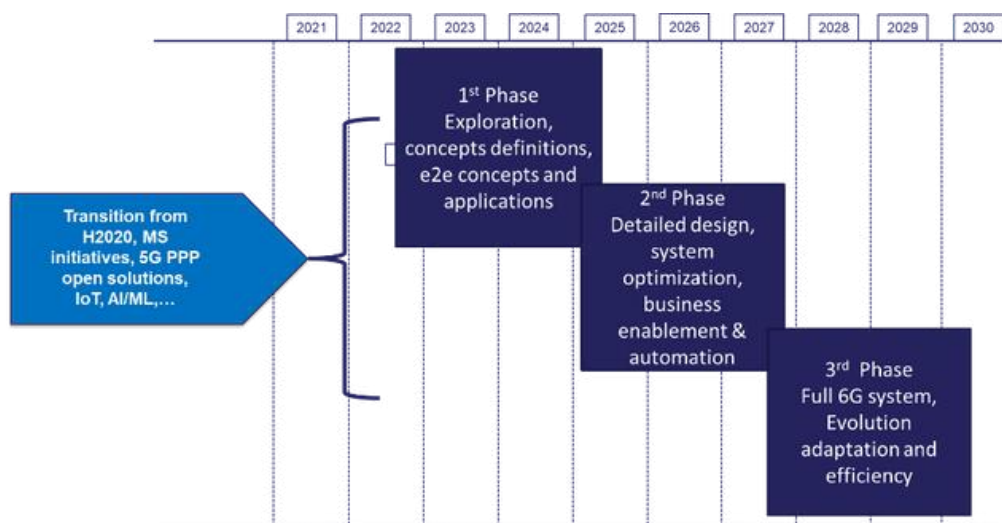 2021 2022 2023 2024 2025 2026 2027 2028 2029 2030
1st Phase
Exploration,
concepts definitions,
e2e concepts and
applications
Transition from
H2020, MS
initiatives, 5G PPP
open solutions,
IoT, AI/ML,...
2nd Phase
Detailed design,
system
optimization,
business
enablement &
automation
3rd Phase
Full 6G system,
Evolution
adaptation and
efficiency